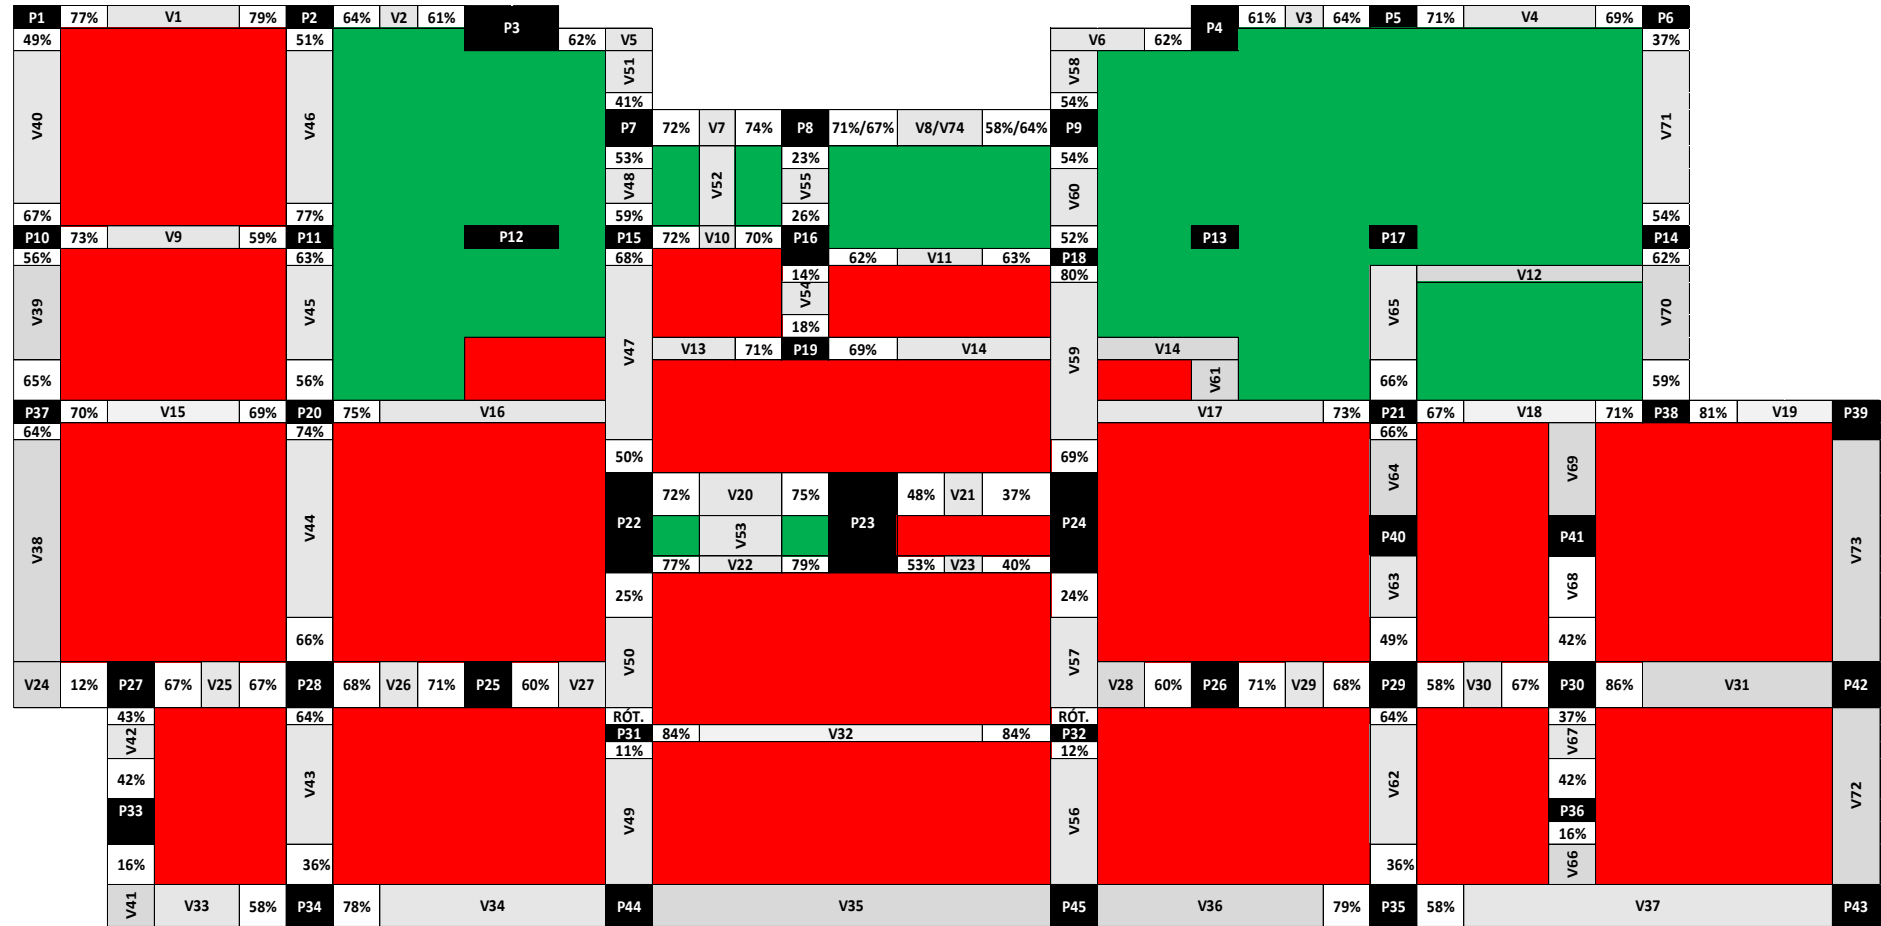 P1 77% V1 79% P2 64% V2 61% P3 P4 61% V3 64% P5 71% V4 69% P6
49% 51% 62% V5 V6 62% 37%
V40 V46 V51 V58 V71
41% 54%
P7 72% V7 74% P8 71%/67% V8/V74 58%/64% P9
53% 23% 54%
V48 V52 V55 V60
67% 77% 59% 26% 54%
P10 73% V9 59% P11 P12 P15 72% V10 70% P16 52% P13 P17 P14
56% 63% 68% 62% V11 63% P18 62%
14% 80% V12
V39 V45 V47 V54 V59 V65 V70
18%
V13 71% P19 69% V14 V14
65% 56% V61 66% 59%
P37 70% V15 69% P20 75% V16 V17 73% P21 67% V18 71% P38 81% V19 P39
64% 74% 66%
50% 69% V64 V69
72% V20 75% 48% V21 37%
V38 V44 P22 V53 P23 P24 P40 P41 V73
77% V22 79% 53% V23 40%
25% 24% V63 V68
66% 49% 42%
V50 V57
V24 12% P27 67% V25 67% P28 68% V26 71% P25 60% V27 V28 60% P26 71% V29 68% P29 58% V30 67% P30 86% V31 P42
43% 64% RÓT. RÓT. 64% 37%
V42 P31 84% V32 84% P32 V67
11% 12%
42% V43 V49 V56 V62 42% V72
P33 P36
16%
16% 36% 36% V66
V41 V33 58% P34 78% V34 P44 V35 P45 V36 79% P35 58% V37 P43